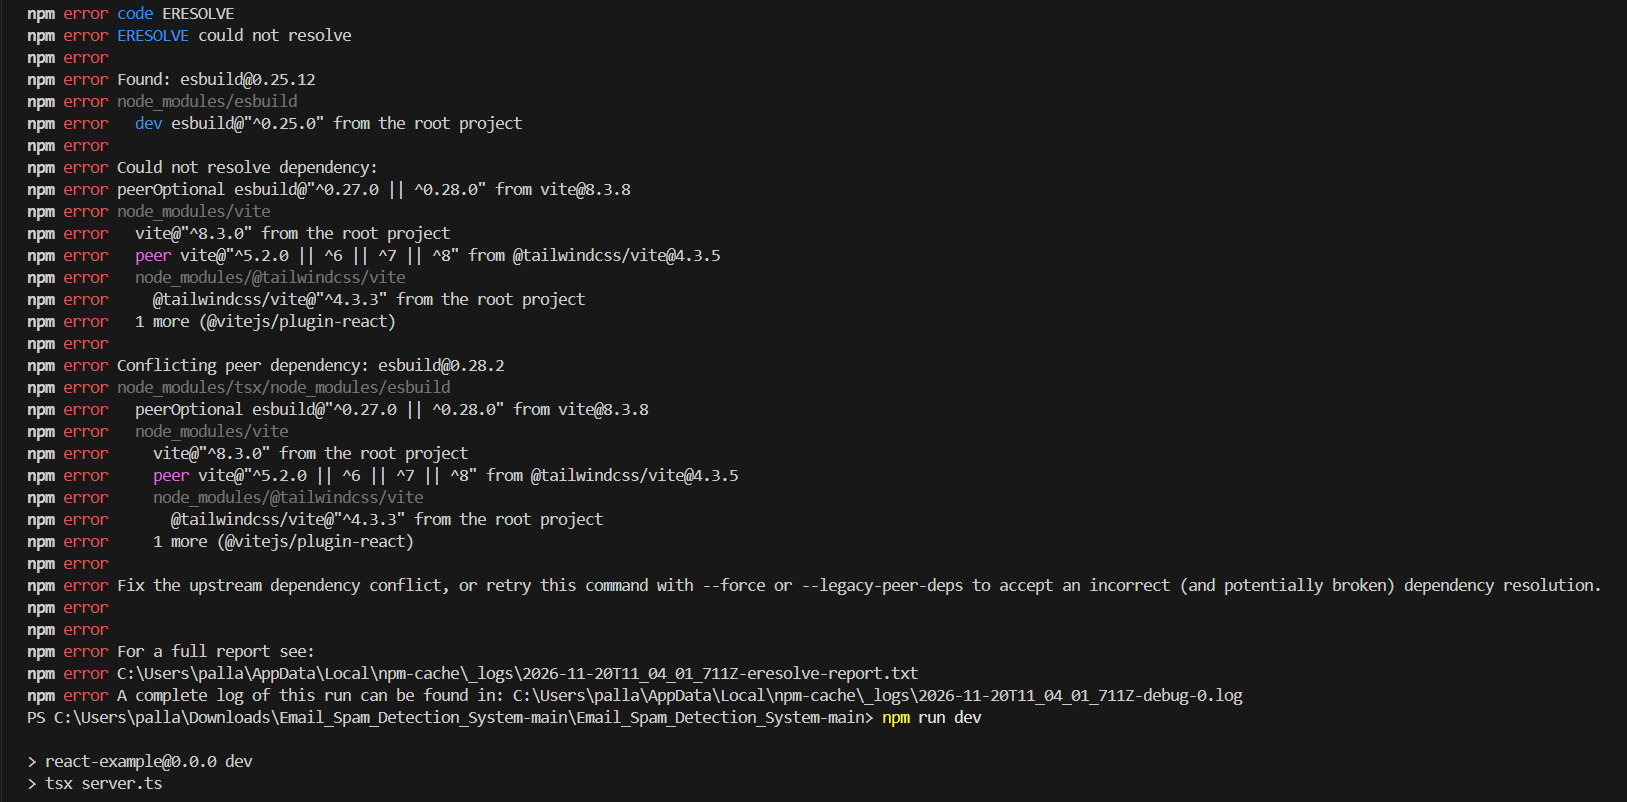 npm error code ERESOLVE
npm error ERESOLVE could not resolve
npm error
npm error Found: esbuild@0.25.12
npm error node_modules/esbuild
npm error   dev esbuild@"^0.25.0" from the root project
npm error
npm error Could not resolve dependency:
npm error peerOptional esbuild@"^0.27.0 || ^0.28.0" from vite@8.3.8
npm error node_modules/vite
npm error   vite@"^8.3.0" from the root project
npm error   peer vite@"^5.2.0 || ^6 || ^7 || ^8" from @tailwindcss/vite@4.3.5
npm error   node_modules/@tailwindcss/vite
npm error     @tailwindcss/vite@"^4.3.3" from the root project
npm error   1 more (@vitejs/plugin-react)
npm error
npm error Conflicting peer dependency: esbuild@0.28.2
npm error node_modules/tsx/node_modules/esbuild
npm error   peerOptional esbuild@"^0.27.0 || ^0.28.0" from vite@8.3.8
npm error   node_modules/vite
npm error     vite@"^8.3.0" from the root project
npm error     peer vite@"^5.2.0 || ^6 || ^7 || ^8" from @tailwindcss/vite@4.3.5
npm error     node_modules/@tailwindcss/vite
npm error       @tailwindcss/vite@"^4.3.3" from the root project
npm error     1 more (@vitejs/plugin-react)
npm error
npm error Fix the upstream dependency conflict, or retry this command with --force or --legacy-peer-deps to accept an incorrect (and potentially broken) dependency resolution.
npm error
npm error
npm error For a full report see:
npm error C:\Users\palla\AppData\Local\npm-cache\_logs\2026-11-20T11_04_01_711Z-eresolve-report.txt
npm error A complete log of this run can be found in: C:\Users\palla\AppData\Local\npm-cache\_logs\2026-11-20T11_04_01_711Z-debug-0.log
PS C:\Users\palla\Downloads\Email_Spam_Detection_System-main\Email_Spam_Detection_System-main> npm run dev

> react-example@0.0.0 dev
> tsx server.ts